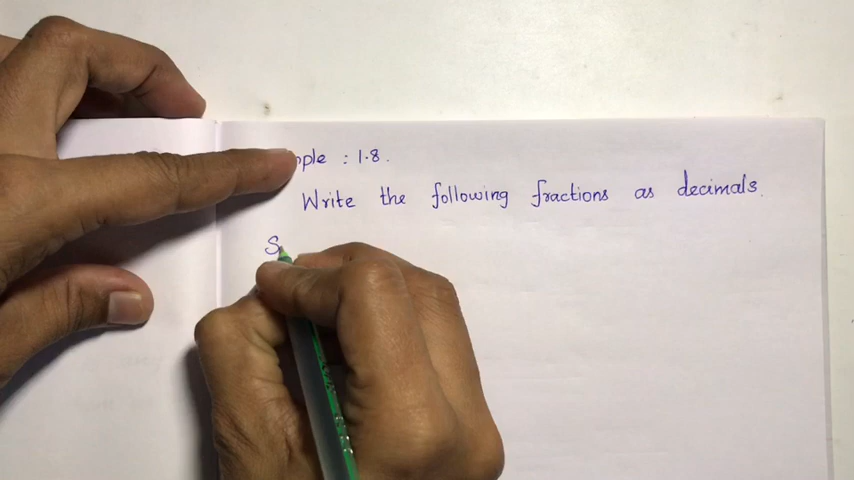 ple : 1.8.
Write the following fractions as decimals.
S